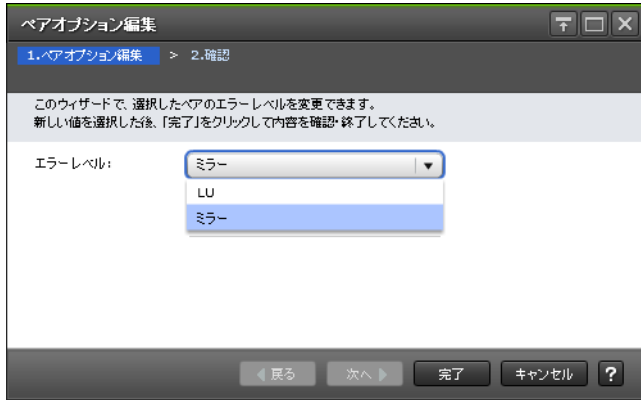 ペアオプション編集
1.ペアオプション編集 > 2.確認
このウィザードで、選択したペアのエラーレベルを変更できます。
新しい値を選択した後、「完了」をクリックして内容を確認・終了してください。
エラーレベル: ミラー
LU
ミラー
戻る 次へ 完了 キャンセル ?